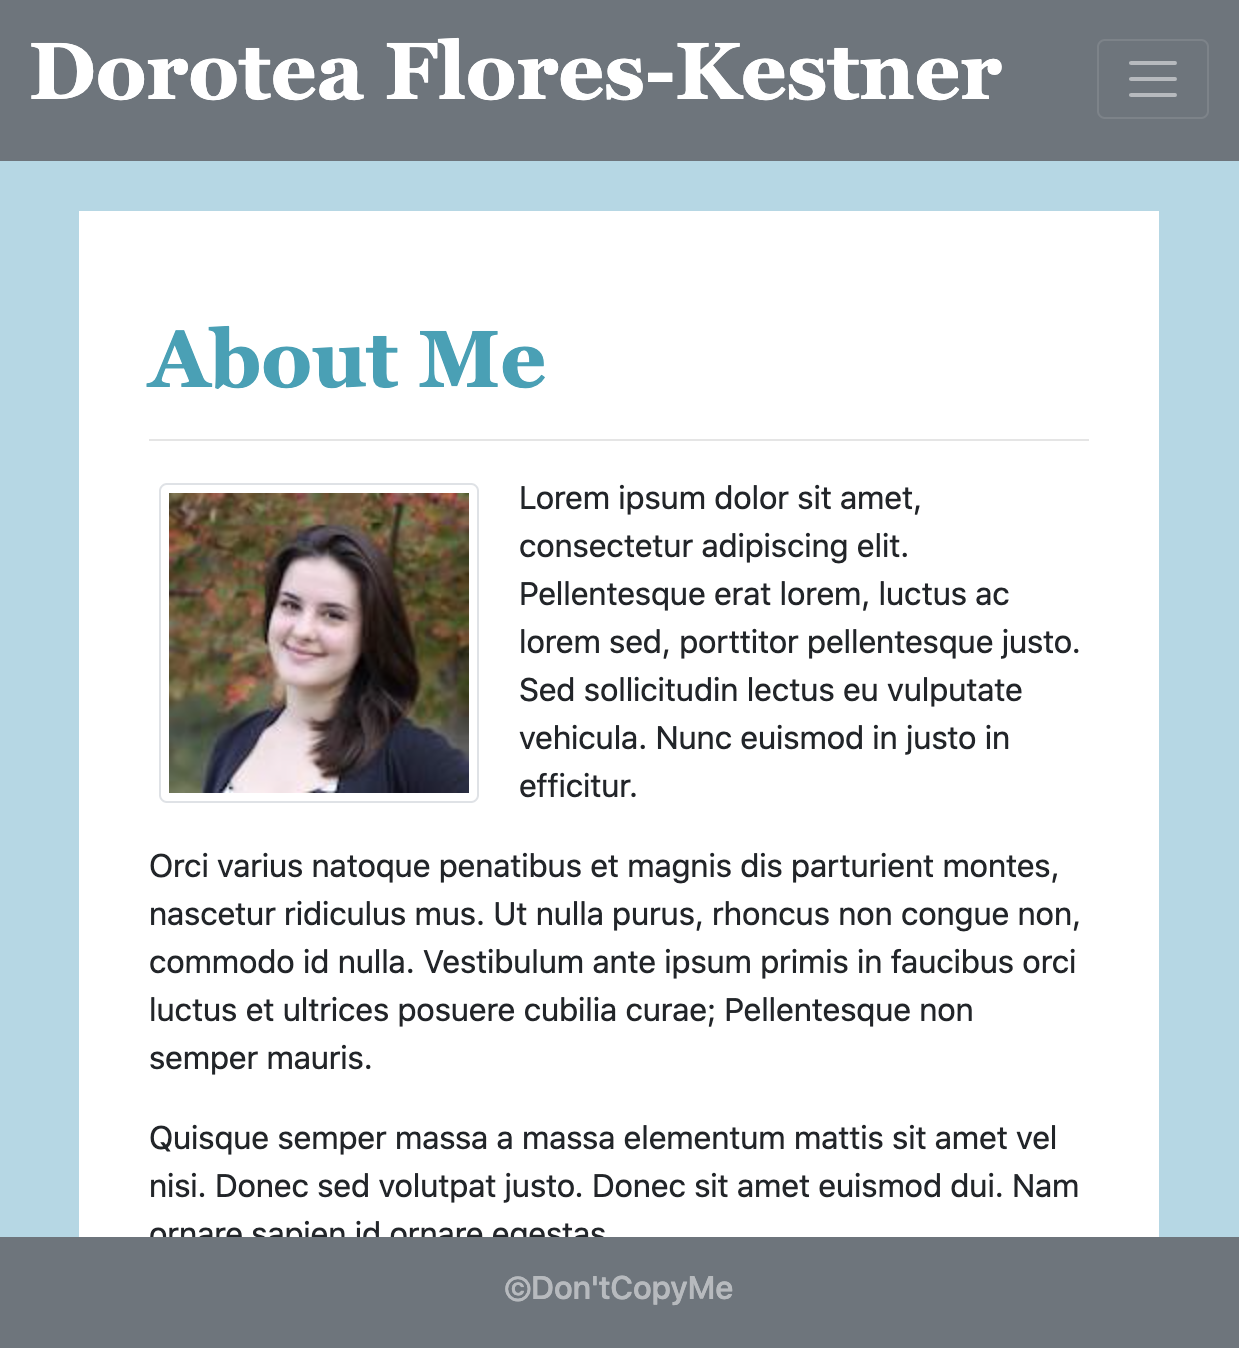 Dorotea Flores-Kestner
About Me
Lorem ipsum dolor sit amet,
consectetur adipiscing elit.
Pellentesque erat lorem, luctus ac
lorem sed, porttitor pellentesque justo.
Sed sollicitudin lectus eu vulputate
vehicula. Nunc euismod in justo in
efficitur.
Orci varius natoque penatibus et magnis dis parturient montes,
nascetur ridiculus mus. Ut nulla purus, rhoncus non congue non,
commodo id nulla. Vestibulum ante ipsum primis in faucibus orci
luctus et ultrices posuere cubilia curae; Pellentesque non
semper mauris.
Quisque semper massa a massa elementum mattis sit amet vel
nisi. Donec sed volutpat justo. Donec sit amet euismod dui. Nam
ornare sapien id ornare egestas.
©Don'tCopyMe